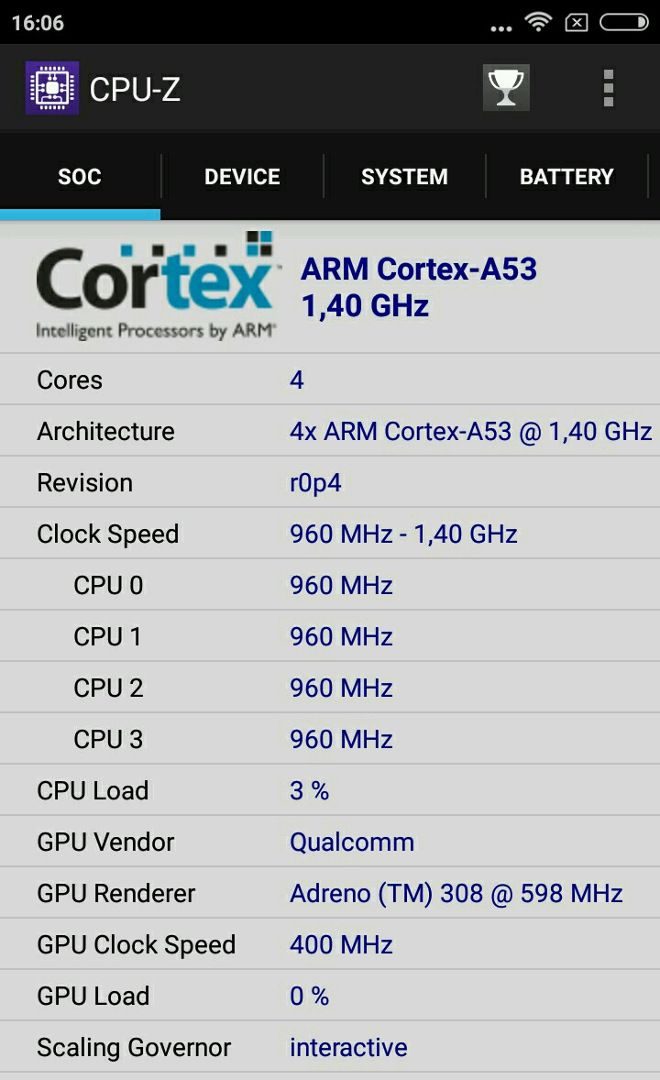 16:06
CPU-Z
SOC DEVICE SYSTEM BATTERY
Cortex™
Intelligent Processors by ARM®
ARM Cortex-A53
1,40 GHz
Cores 4
Architecture 4x ARM Cortex-A53 @ 1,40 GHz
Revision r0p4
Clock Speed 960 MHz - 1,40 GHz
CPU 0 960 MHz
CPU 1 960 MHz
CPU 2 960 MHz
CPU 3 960 MHz
CPU Load 3 %
GPU Vendor Qualcomm
GPU Renderer Adreno (TM) 308 @ 598 MHz
GPU Clock Speed 400 MHz
GPU Load 0 %
Scaling Governor interactive